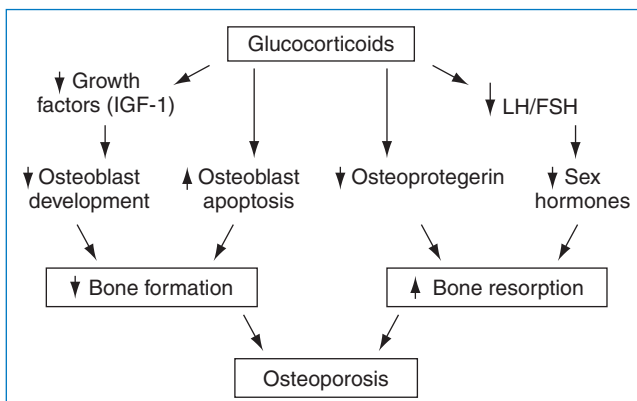 Glucocorticoids
Growth
factors (IGF-1)
LH/FSH
Osteoblast
development
Osteoblast
apoptosis
Osteoprotegerin
Sex
hormones
Bone formation
Bone resorption
Osteoporosis